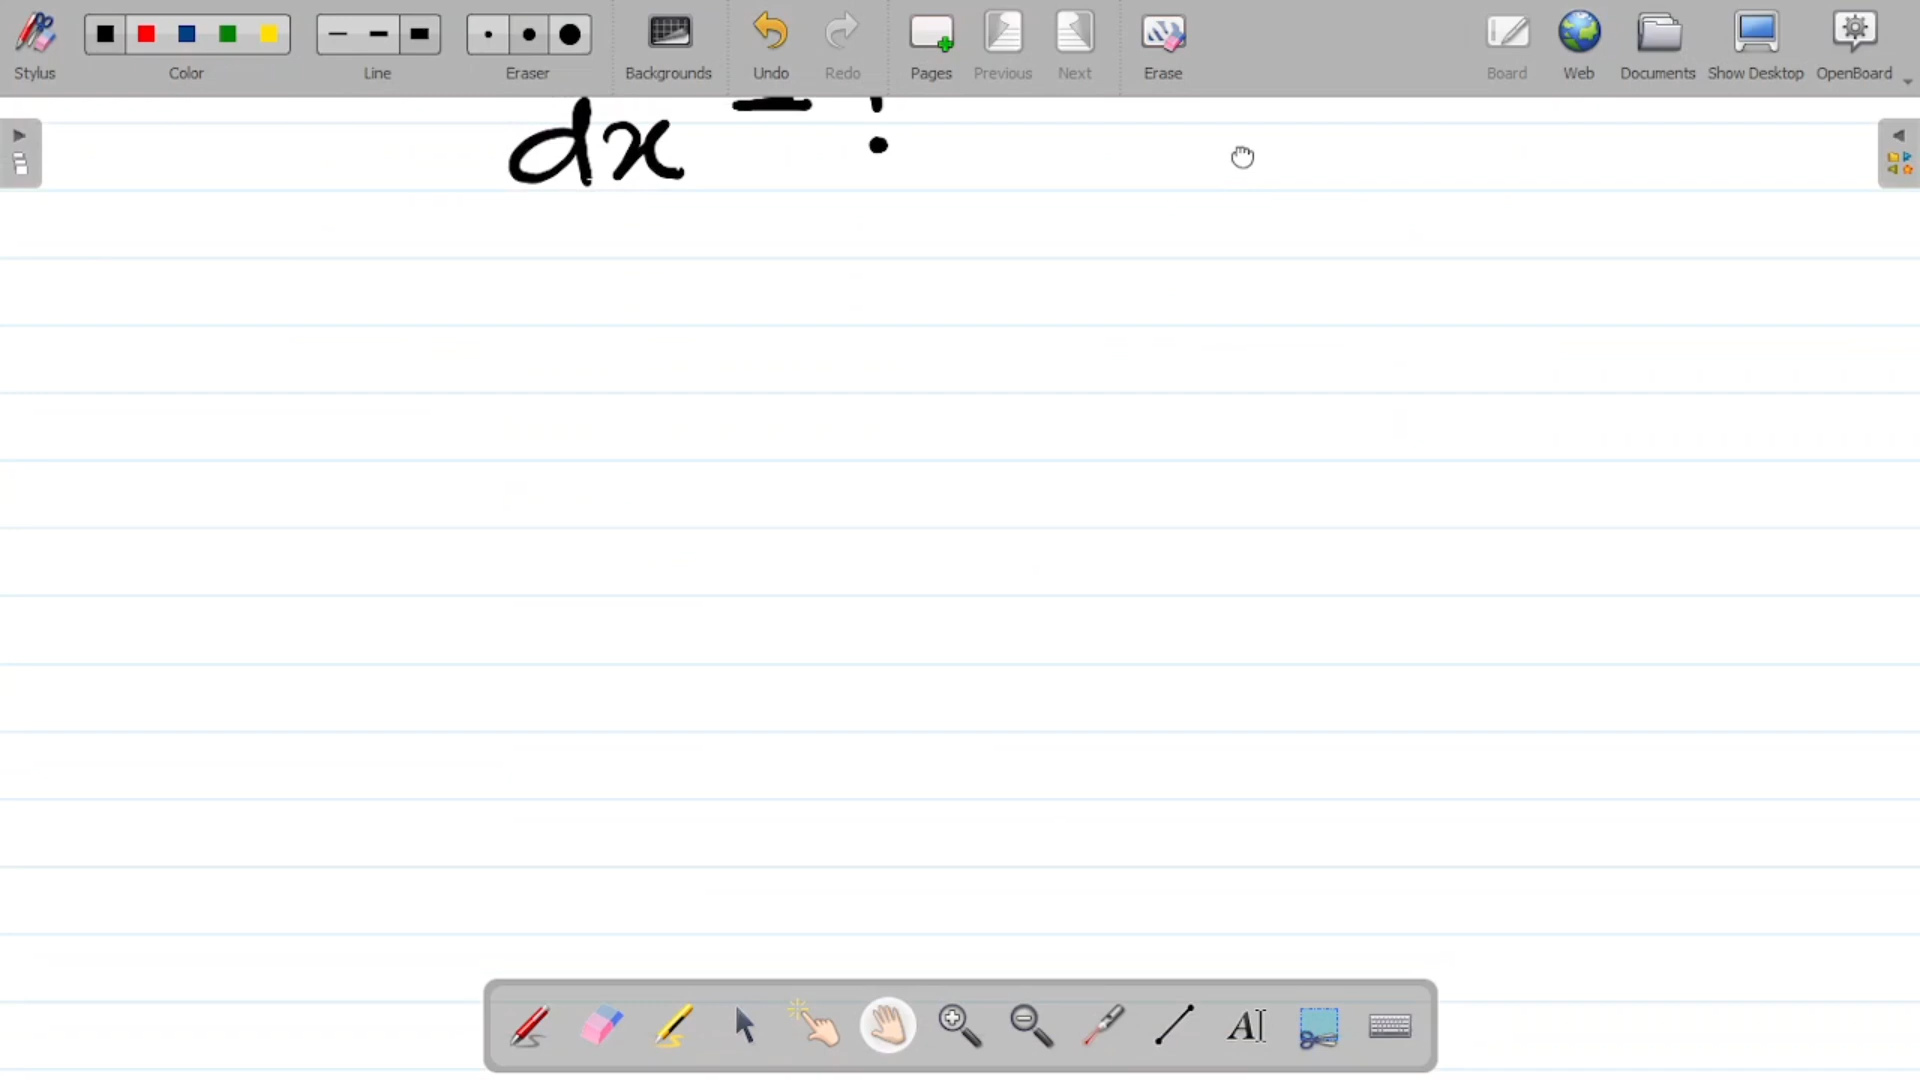 Stylus Color Line Eraser Backgrounds Undo Redo Pages Previous Next Erase Board Web Documents Show Desktop OpenBoard
dx = ?